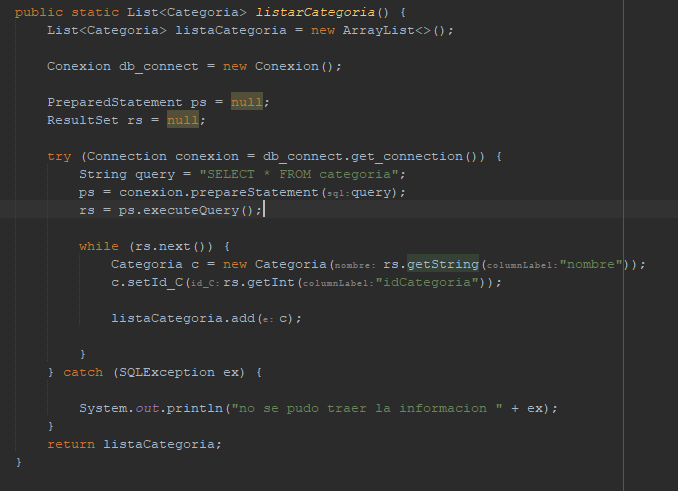 public static List<Categoria> listarCategoria() {
List<Categoria> listaCategoria = new ArrayList<>();
Conexion db_connect = new Conexion();
PreparedStatement ps = null;
ResultSet rs = null;
try (Connection conexion = db_connect.get_connection()) {
String query = "SELECT * FROM categoria";
ps = conexion.prepareStatement( sql: query);
rs = ps.executeQuery();
while (rs.next()) {
Categoria c = new Categoria( nombre: rs.getString( columnLabel: "nombre"));
c.setId_C( id_C: rs.getInt( columnLabel: "idCategoria"));
listaCategoria.add( e: c);
}
} catch (SQLException ex) {
System.out.println("no se pudo traer la informacion " + ex);
}
return listaCategoria;
}